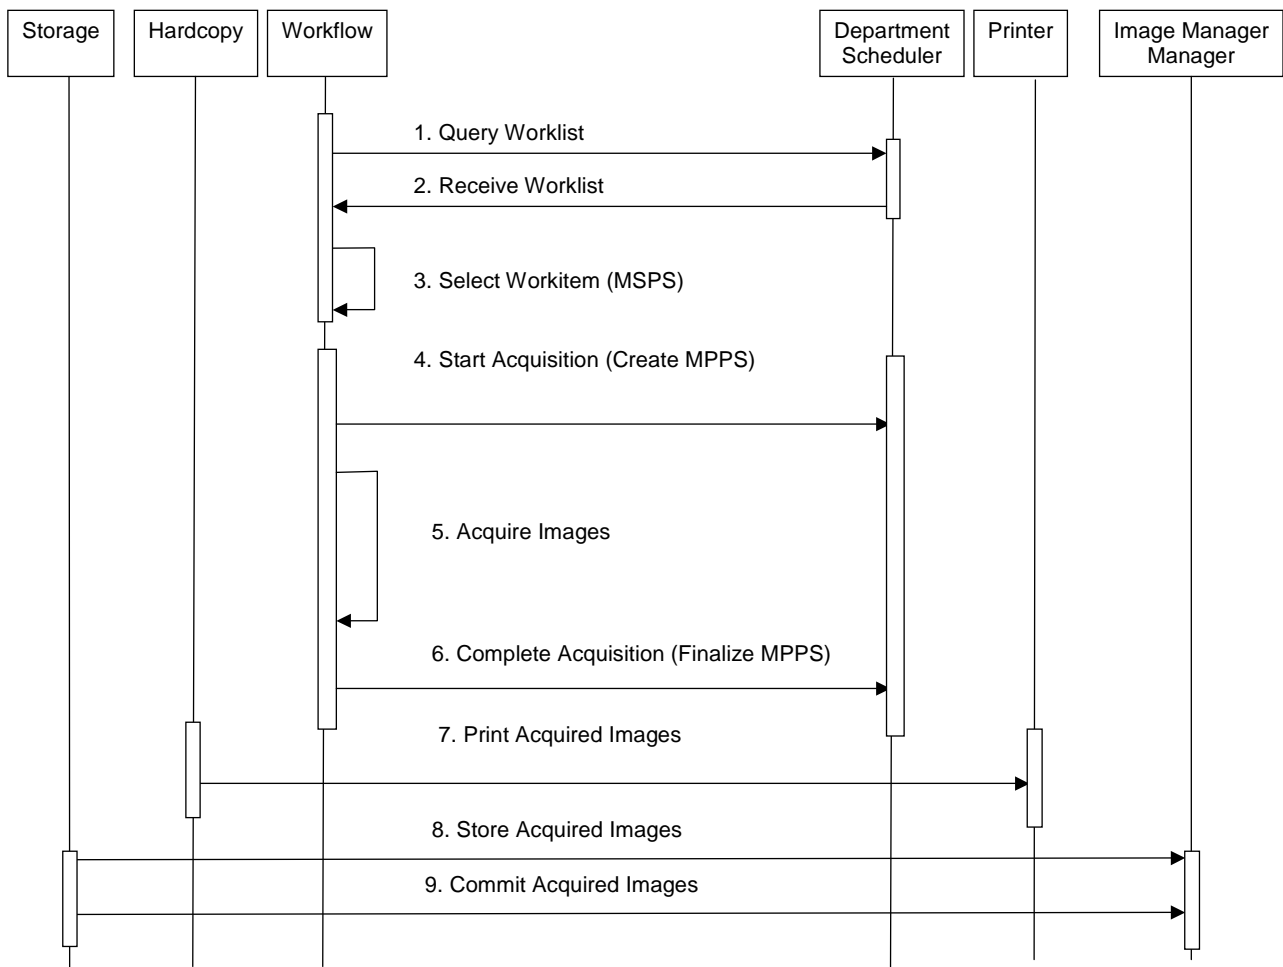 Storage
Hardcopy
Workflow
Department
Scheduler
Printer
Image Manager
Manager
1. Query Worklist
2. Receive Worklist
3. Select Workitem (MSPS)
4. Start Acquisition (Create MPPS)
5. Acquire Images
6. Complete Acquisition (Finalize MPPS)
7. Print Acquired Images
8. Store Acquired Images
9. Commit Acquired Images